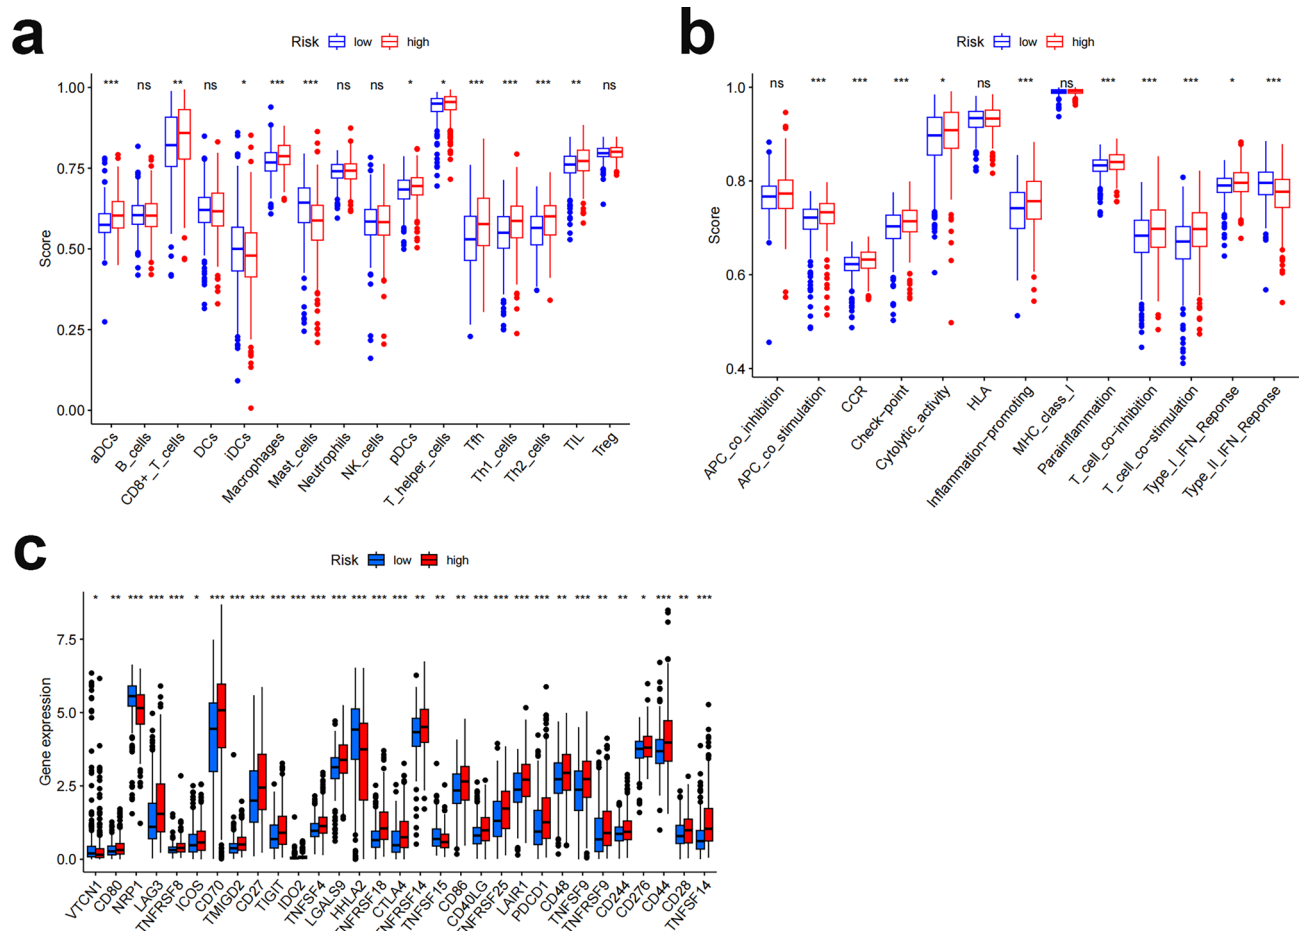 a
Risk low high
*** ns ** ns * *** *** ns ns * * *** *** *** ** ns
1.00
0.75
0.50
0.25
0.00
Score
aDCs
B_cells
CD8+_T_cells
DCs
iDCs
Macrophages
Mast_cells
Neutrophils
NK_cells
pDCs
T_helper_cells
Tfh
Th1_cells
Th2_cells
TIL
Treg
b
Risk low high
ns *** *** *** * ns *** ns *** *** *** * ***
1.0
0.8
0.6
0.4
Score
APC_co_inhibition
APC_co_stimulation
CCR
Check-point
Cytolytic_activity
HLA
Inflammation-promoting
MHC_class_I
Parainflammation
T_cell_co-inhibition
T_cell_co-stimulation
Type_I_IFN_Reponse
Type_II_IFN_Reponse
c
Risk low high
* ** *** *** *** * *** *** *** *** *** *** *** *** *** *** ** ** ** *** *** *** *** ** *** ** ** * *** ** ***
7.5
5.0
2.5
0.0
Gene expression
VTCN1
CD80
NRP1
LAG3
TNFRSF8
ICOS
CD70
TMIGD2
CD27
TIGIT
IDO2
TNFSF4
LGALS9
HHLA2
TNFRSF18
CTLA4
TNFRSF14
TNFSF15
CD86
CD40LG
TNFRSF25
LAIR1
PDCD1
CD48
TNFSF9
TNFRSF9
CD244
CD276
CD44
CD28
TNFSF14